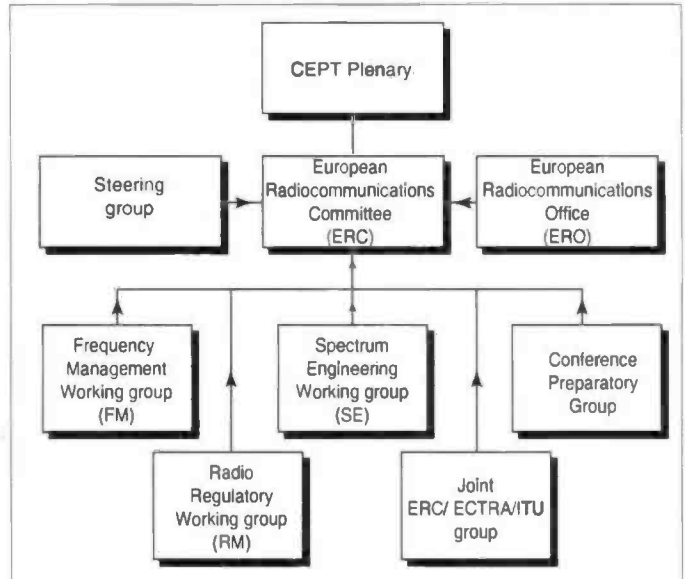 CEPT Plenary
Steering
group
European
Radiocommunications
Committee
(ERC)
European
Radiocommunications
Office
(ERO)
Frequency
Management
Working group
(FM)
Spectrum
Engineering
Working group
(SE)
Conference
Preparatory
Group
Radio
Regulatory
Working group
(RM)
Joint
ERC/ ECTRA/ITU
group